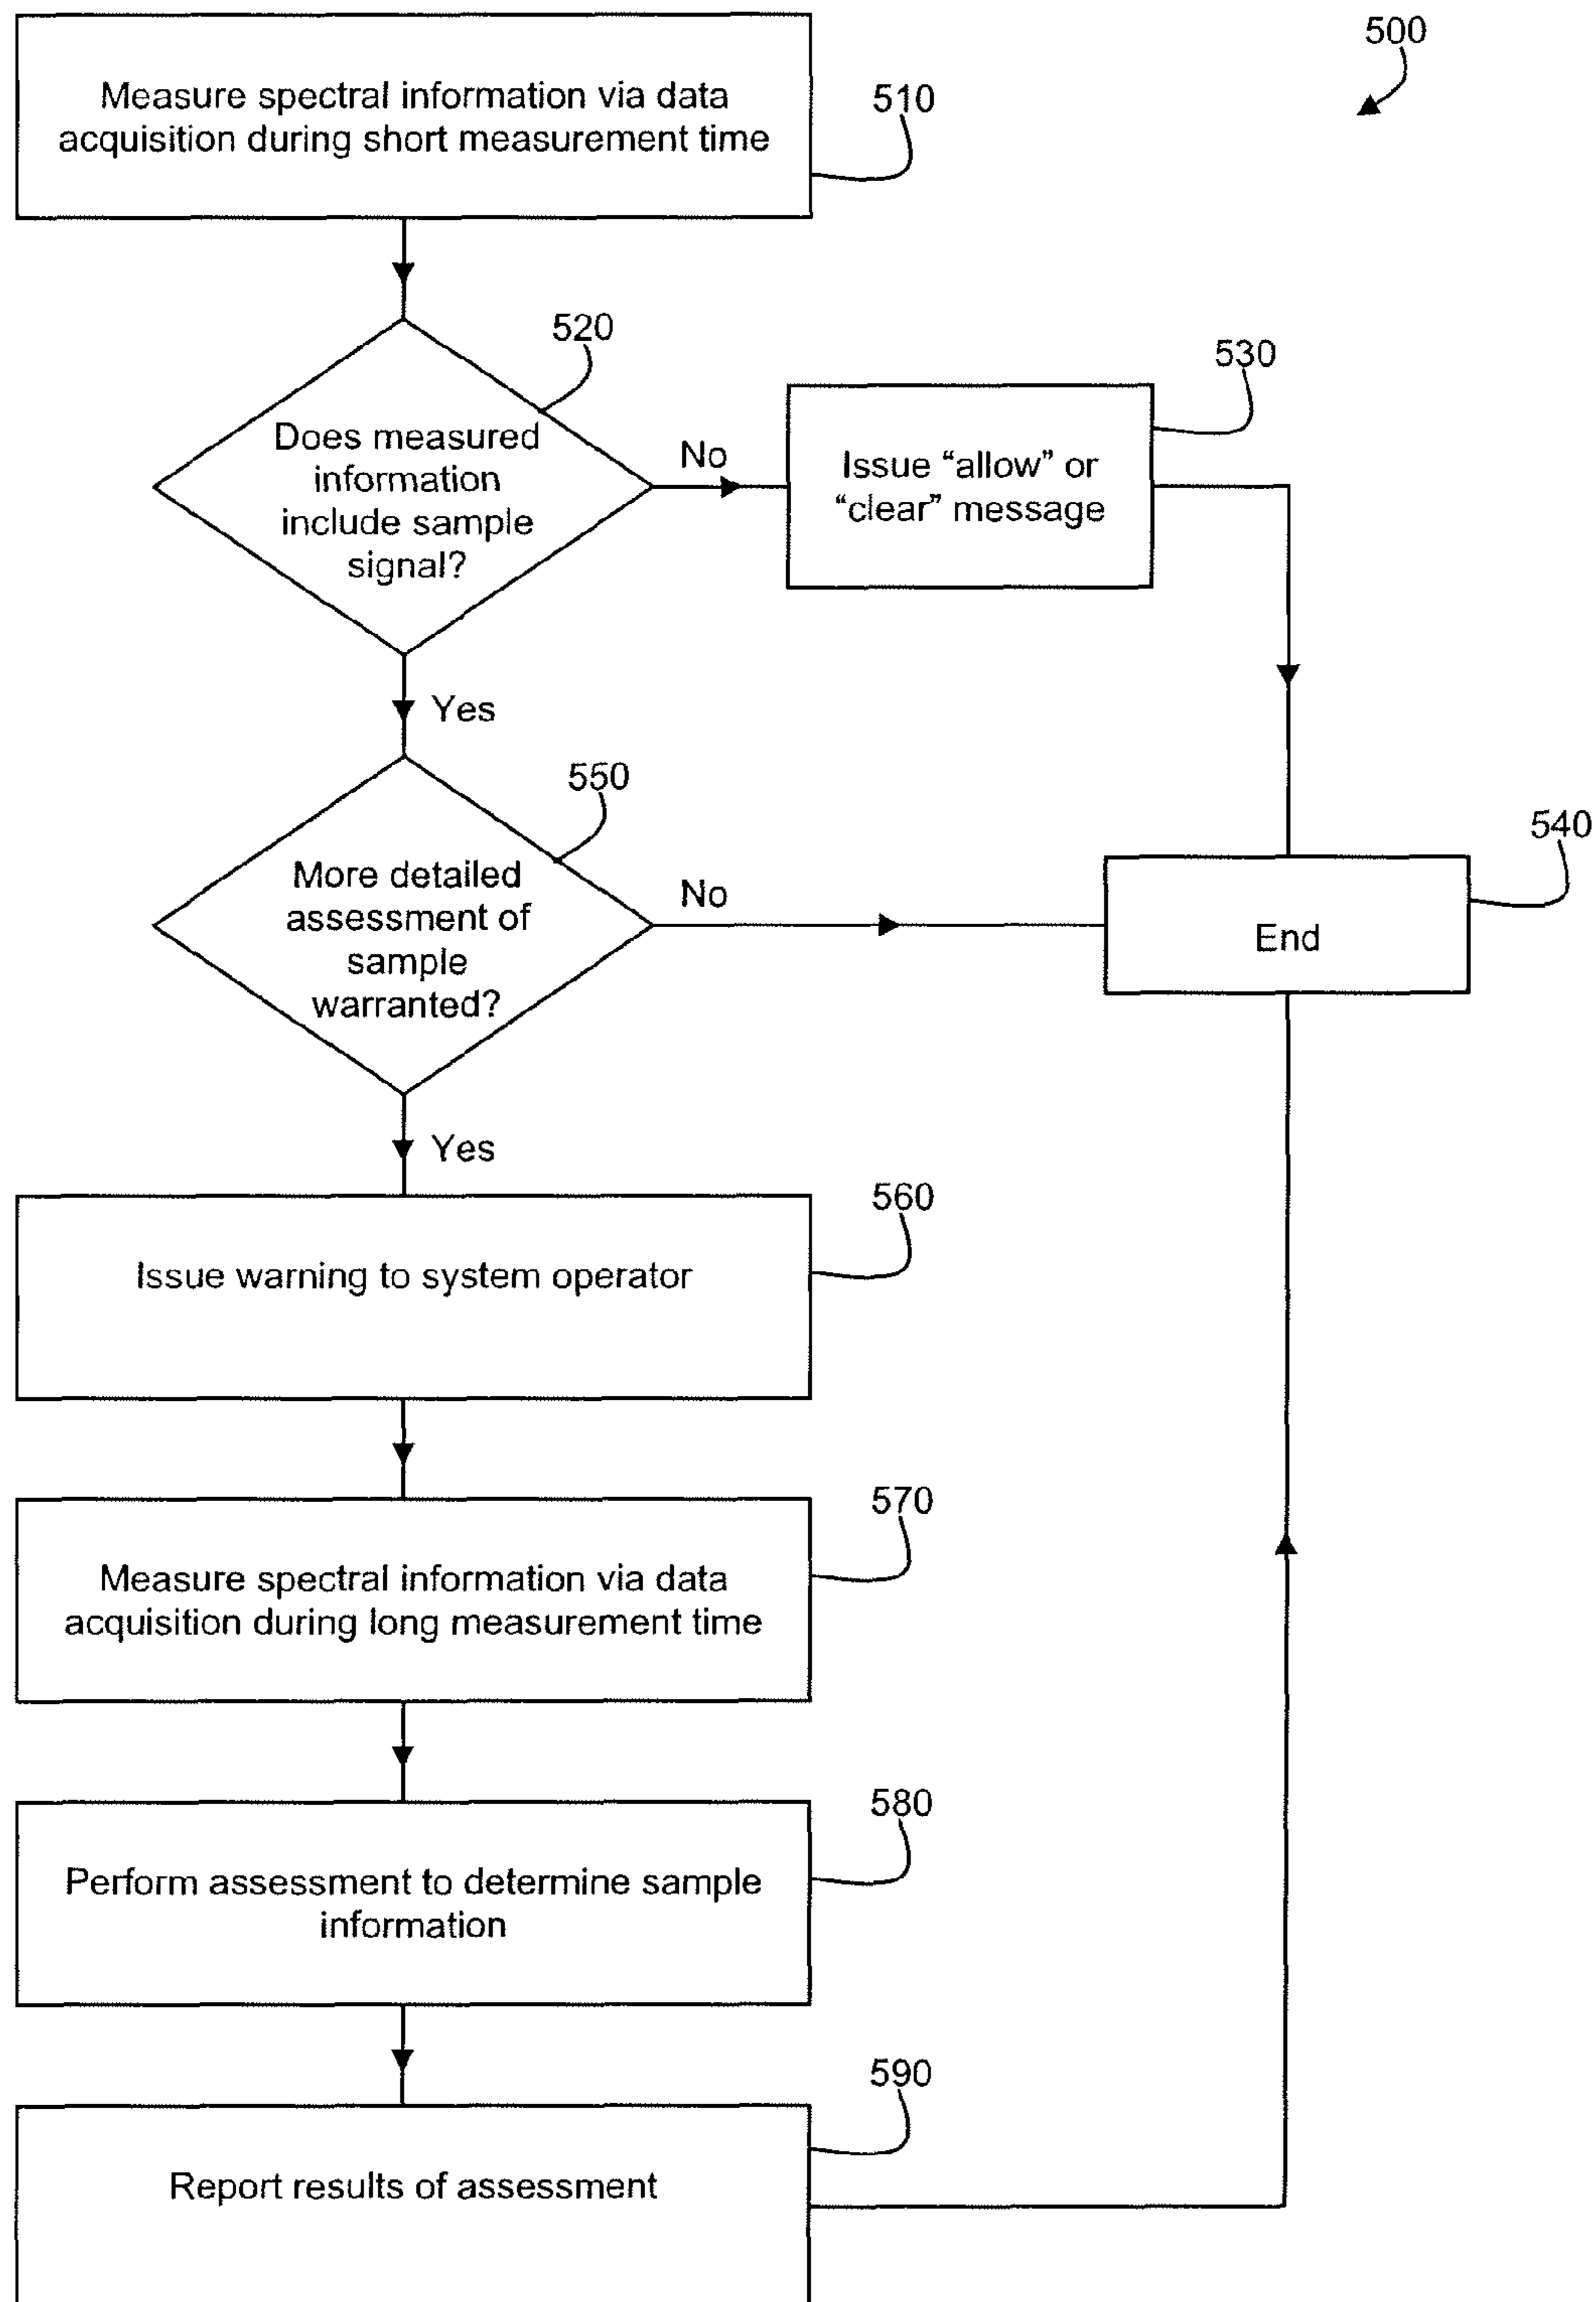 500
Measure spectral information via data
acquisition during short measurement time
510
520
Does measured
information
include sample
signal?
No
530
Issue “allow” or
“clear” message
Yes
550
More detailed
assessment of
sample
warranted?
No
540
End
Yes
560
Issue warning to system operator
570
Measure spectral information via data
acquisition during long measurement time
580
Perform assessment to determine sample
information
590
Report results of assessment